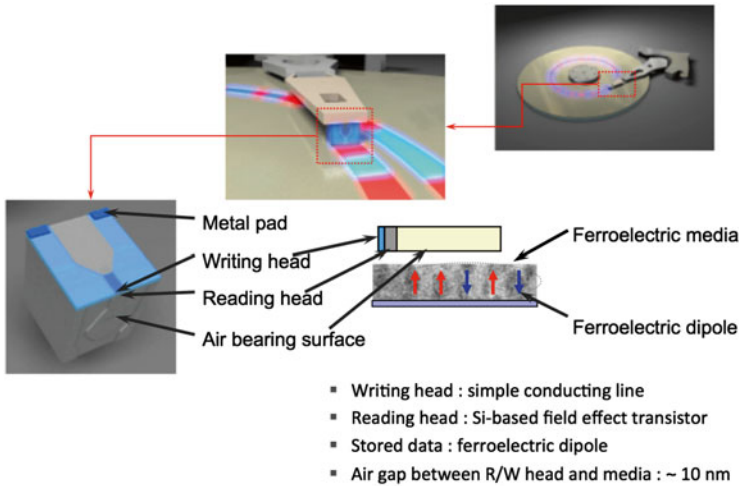 Metal pad
Writing head
Reading head
Air bearing surface
Ferroelectric media
Ferroelectric dipole
▪ Writing head : simple conducting line
▪ Reading head : Si-based field effect transistor
▪ Stored data : ferroelectric dipole
▪ Air gap between R/W head and media : ~ 10 nm